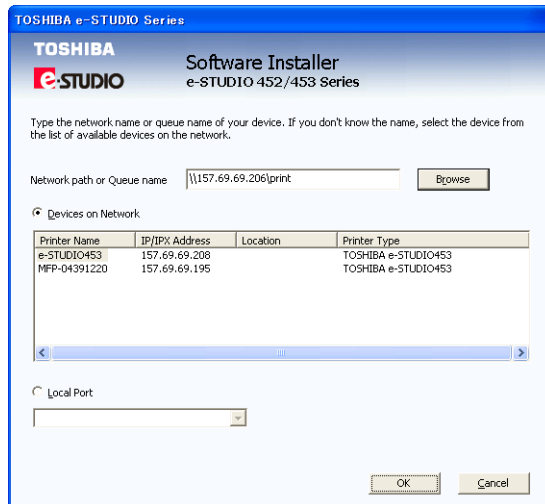 TOSHIBA e-STUDIO Series
TOSHIBA
e-STUDIO
Software Installer
e-STUDIO 452/453 Series
Type the network name or queue name of your device. If you don't know the name, select the device from
the list of available devices on the network.
Network path or Queue name \\157.69.69.206\print Browse
Devices on Network
Printer Name IP/IPX Address Location Printer Type
e-STUDIO453 157.69.69.208 TOSHIBA e-STUDIO453
MFP-04391220 157.69.69.195 TOSHIBA e-STUDIO453
Local Port
OK Cancel